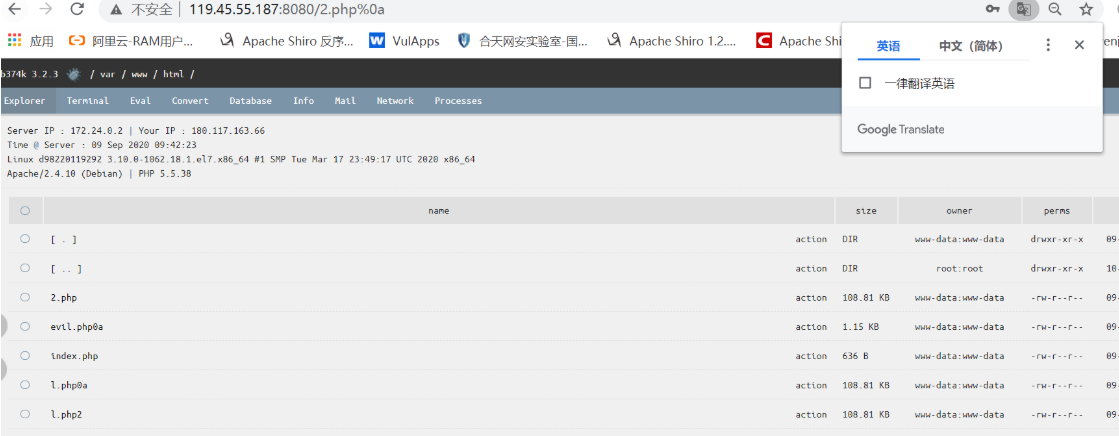 不安全 119.45.55.187:8080/2.php%0a
应用 阿里云-RAM用户... Apache Shiro 反序... VulApps 合天网安实验室-国... Apache Shiro 1.2.... Apache Shi
英语 中文（简体）
一律翻译英语
Google Translate
b374k 3.2.3 / var / www / html /
Explorer Terminal Eval Convert Database Info Mail Network Processes
Server IP : 172.24.0.2 | Your IP : 180.117.163.66
Time @ Server : 09 Sep 2020 09:42:23
Linux d98220119292 3.10.0-1062.18.1.el7.x86_64 #1 SMP Tue Mar 17 23:49:17 UTC 2020 x86_64
Apache/2.4.10 (Debian) | PHP 5.5.38
name size owner perms
[ . ] action DIR www-data:www-data drwxr-xr-x 09-
[ .. ] action DIR root:root drwxr-xr-x 10-
2.php action 108.81 KB www-data:www-data -rw-r--r-- 09-
evil.php0a action 1.15 KB www-data:www-data -rw-r--r-- 09-
index.php action 636 B www-data:www-data -rw-r--r-- 09-
l.php0a action 108.81 KB www-data:www-data -rw-r--r-- 09-
l.php2 action 108.81 KB www-data:www-data -rw-r--r-- 09-